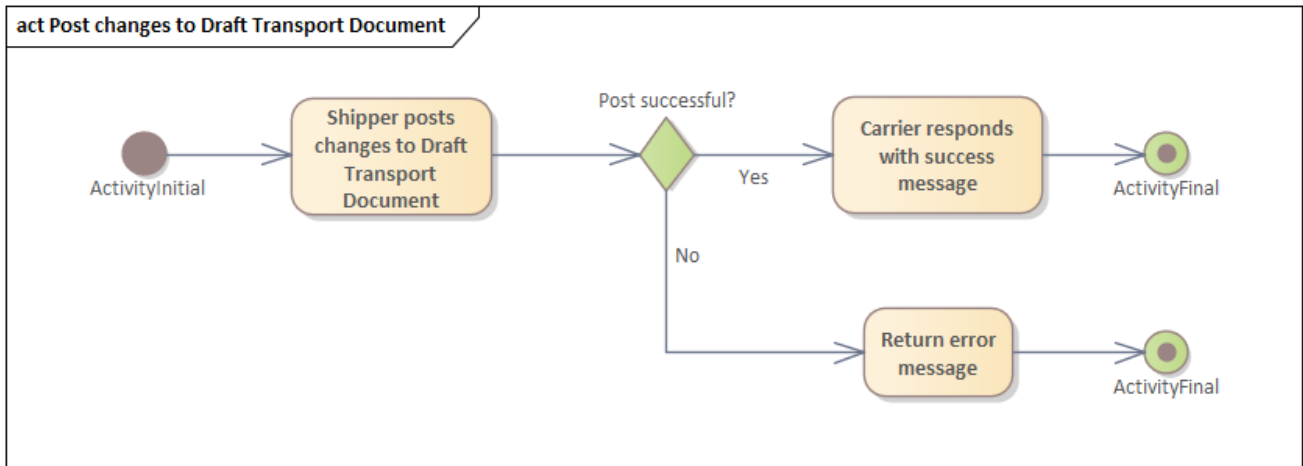 act Post changes to Draft Transport Document
Post successful?
Shipper posts
changes to Draft
Transport
Document
Carrier responds
with success
message
ActivityInitial
Yes
ActivityFinal
No
Return error
message
ActivityFinal